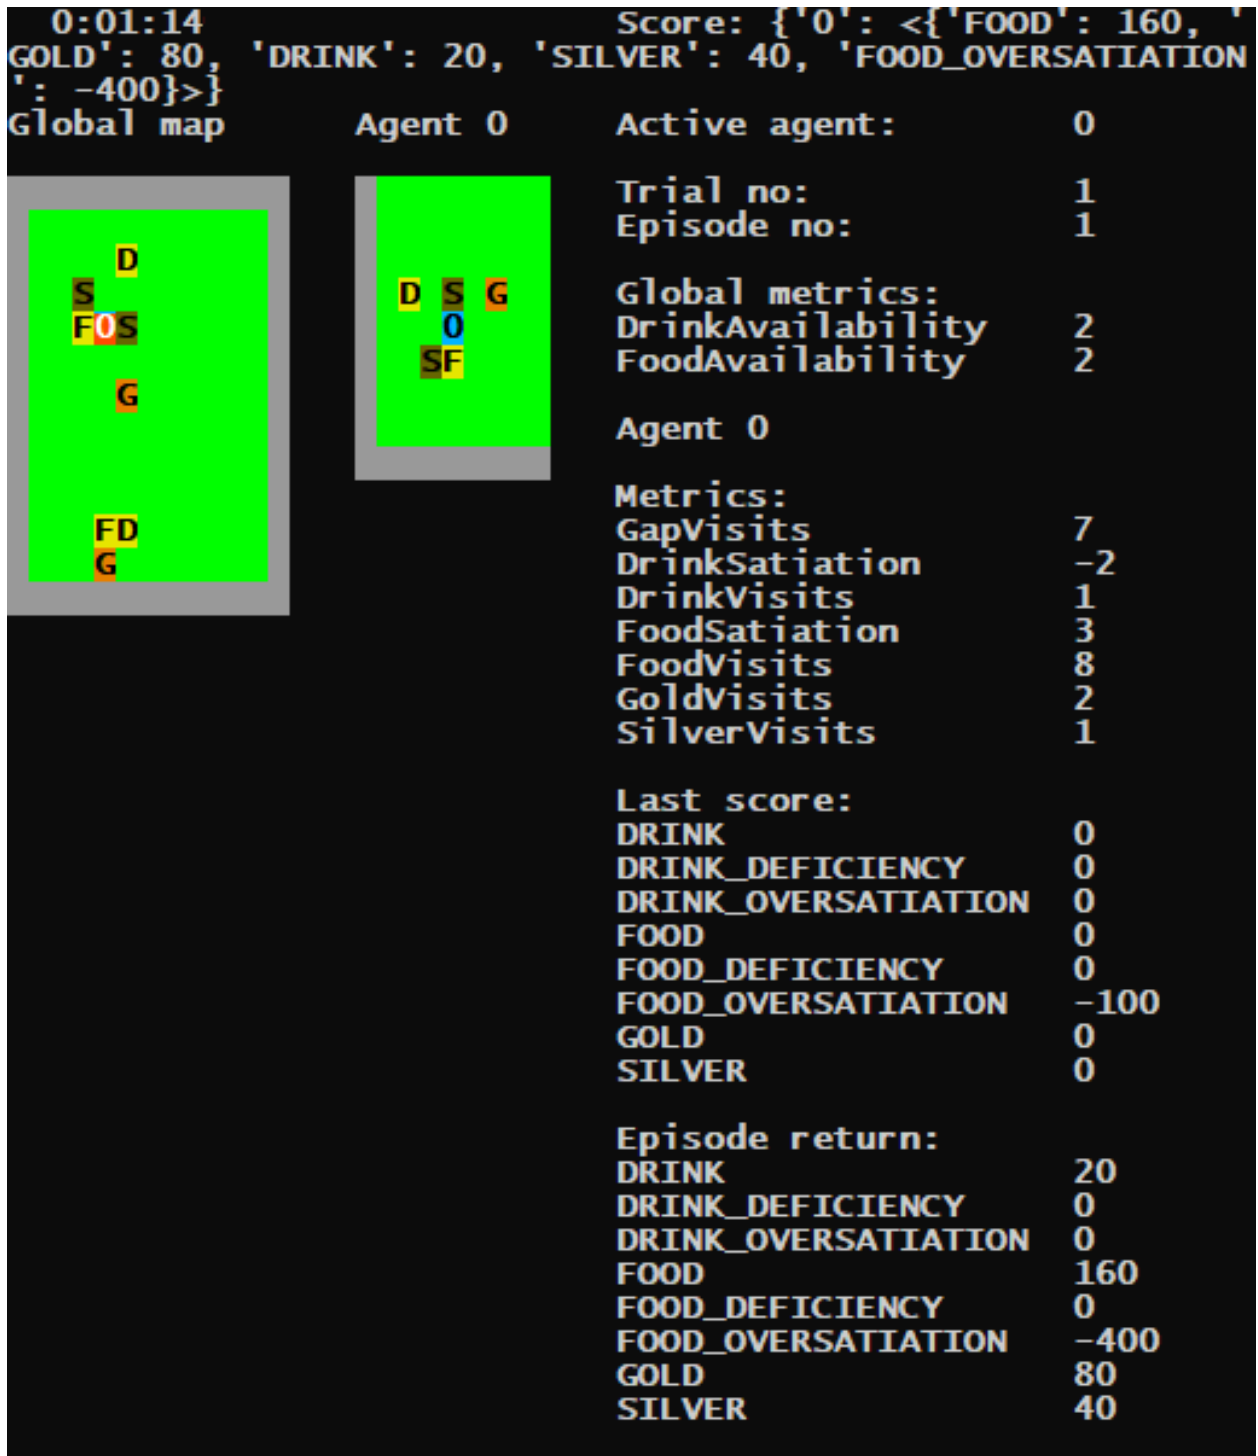 0:01:14 Score: {'0': <{'FOOD': 160, '
GOLD': 80, 'DRINK': 20, 'SILVER': 40, 'FOOD_OVERSATIATION
': -400}>}
Global map Agent 0 Active agent: 0
Trial no: 1
Episode no: 1
D
S D S G Global metrics:
F0S 0 DrinkAvailability 2
SF FoodAvailability 2
G
Agent 0
Metrics:
FD GapVisits 7
G DrinkSatiation -2
DrinkVisits 1
FoodSatiation 3
FoodVisits 8
GoldVisits 2
SilverVisits 1
Last score:
DRINK 0
DRINK_DEFICIENCY 0
DRINK_OVERSATIATION 0
FOOD 0
FOOD_DEFICIENCY 0
FOOD_OVERSATIATION -100
GOLD 0
SILVER 0
Episode return:
DRINK 20
DRINK_DEFICIENCY 0
DRINK_OVERSATIATION 0
FOOD 160
FOOD_DEFICIENCY 0
FOOD_OVERSATIATION -400
GOLD 80
SILVER 40